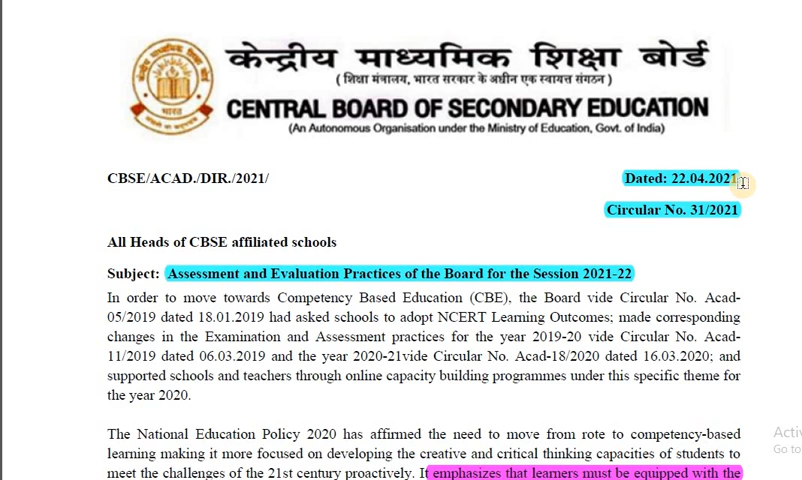 केन्द्रीय माध्यमिक शिक्षा बोर्ड
( शिक्षा मंत्रालय, भारत सरकार के अधीन एक स्वायत्त संगठन )
CENTRAL BOARD OF SECONDARY EDUCATION
(An Autonomous Organisation under the Ministry of Education, Govt. of India)
भारत
CBSE/ACAD./DIR./2021/ Dated: 22.04.2021
Circular No. 31/2021
All Heads of CBSE affiliated schools
Subject: Assessment and Evaluation Practices of the Board for the Session 2021-22
In order to move towards Competency Based Education (CBE), the Board vide Circular No. Acad-
05/2019 dated 18.01.2019 had asked schools to adopt NCERT Learning Outcomes; made corresponding
changes in the Examination and Assessment practices for the year 2019-20 vide Circular No. Acad-
11/2019 dated 06.03.2019 and the year 2020-21vide Circular No. Acad-18/2020 dated 16.03.2020; and
supported schools and teachers through online capacity building programmes under this specific theme for
the year 2020.
The National Education Policy 2020 has affirmed the need to move from rote to competency-based
learning making it more focused on developing the creative and critical thinking capacities of students to
meet the challenges of the 21st century proactively. It emphasizes that learners must be equipped with the
Go to